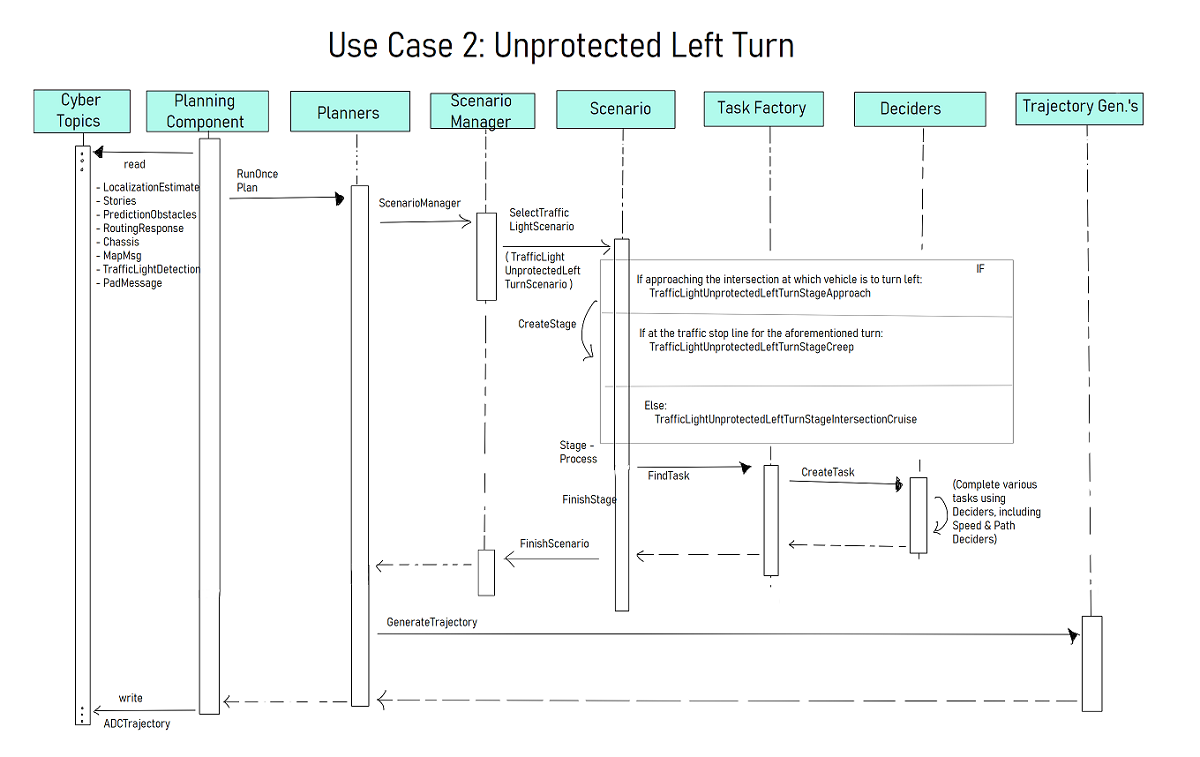 Use Case 2: Unprotected Left Turn
Cyber
Topics
Planning
Component
Planners
Scenario
Manager
Scenario
Task Factory
Deciders
Trajectory Gen.'s
read
- LocalizationEstimate
- Stories
- PredictionObstacles
- RoutingResponse
- Chassis
- MapMsg
- TrafficLightDetection
- PadMessage
RunOnce
Plan
ScenarioManager
SelectTraffic
LightScenario
( TrafficLight
UnprotectedLeft
TurnScenario )
IF
If approaching the intersection at which vehicle is to turn left:
TrafficLightUnprotectedLeftTurnStageApproach
CreateStage
If at the traffic stop line for the aforementioned turn:
TrafficLightUnprotectedLeftTurnStageCreep
Else:
TrafficLightUnprotectedLeftTurnStageIntersectionCruise
Stage -
Process
FindTask
CreateTask
(Complete various
tasks using
Deciders, including
Speed & Path
Deciders)
FinishStage
FinishScenario
GenerateTrajectory
write
ADCTrajectory